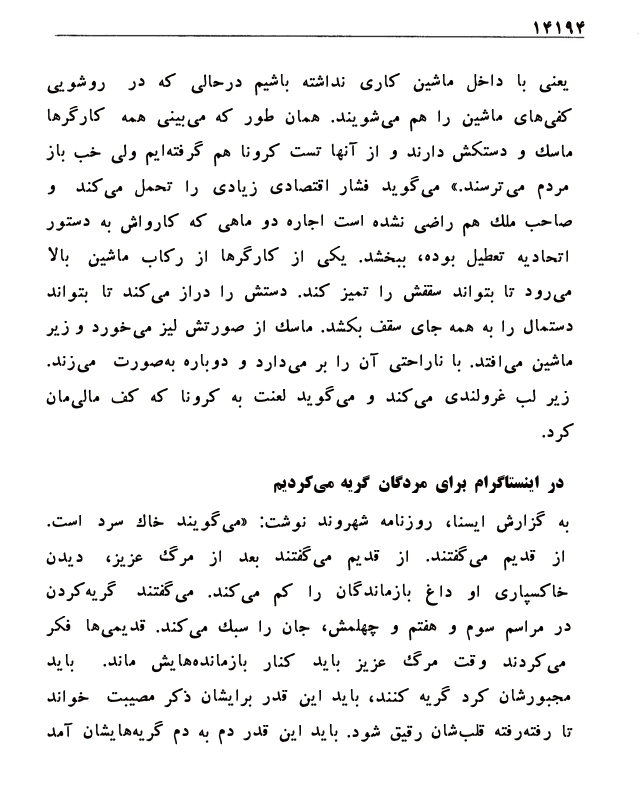 ۱۴۱۹۴
یعنی با داخل ماشین کاری نداشته باشیم درحالی که در روشویی
کفی‌های ماشین را هم می‌شویند. همان طور که می‌بینی همه کارگرها
ماسك و دستکش دارند و از آنها تست کرونا هم گرفته‌ایم ولی خب باز
مردم می‌ترسند.» می‌گوید فشار اقتصادی زیادی را تحمل می‌کند و
صاحب ملك هم راضی نشده است اجاره دو ماهی که کارواش به دستور
اتحادیه تعطیل بوده، ببخشد. یکی از کارگرها از رکاب ماشین بالا
می‌رود تا بتواند سقفش را تمیز کند. دستش را دراز می‌کند تا بتواند
دستمال را به همه جای سقف بکشد. ماسك از صورتش لیز می‌خورد و زیر
ماشین می‌افتد. با ناراحتی آن را بر می‌دارد و دوباره به‌صورت می‌زند.
زیر لب غرولندی می‌کند و می‌گوید لعنت به کرونا که کف مالی‌مان
کرد.
در اینستاگرام برای مردگان گریه می‌کردیم
به گزارش ایسنا، روزنامه شهروند نوشت: «می‌گویند خاك سرد است.
از قدیم می‌گفتند. از قدیم می‌گفتند بعد از مرگ عزیز، دیدن
خاکسپاری او داغ بازماندگان را کم می‌کند. می‌گفتند گریه‌کردن
در مراسم سوم و هفتم و چهلمش، جان را سبك می‌کند. قدیمی‌ها فکر
می‌کردند وقت مرگ عزیز باید کنار بازمانده‌هایش ماند. باید
مجبورشان کرد گریه کنند، باید این قدر برایشان ذکر مصیبت خواند
تا رفته‌رفته قلب‌شان رقیق شود. باید این قدر دم به دم گریه‌هایشان آمد